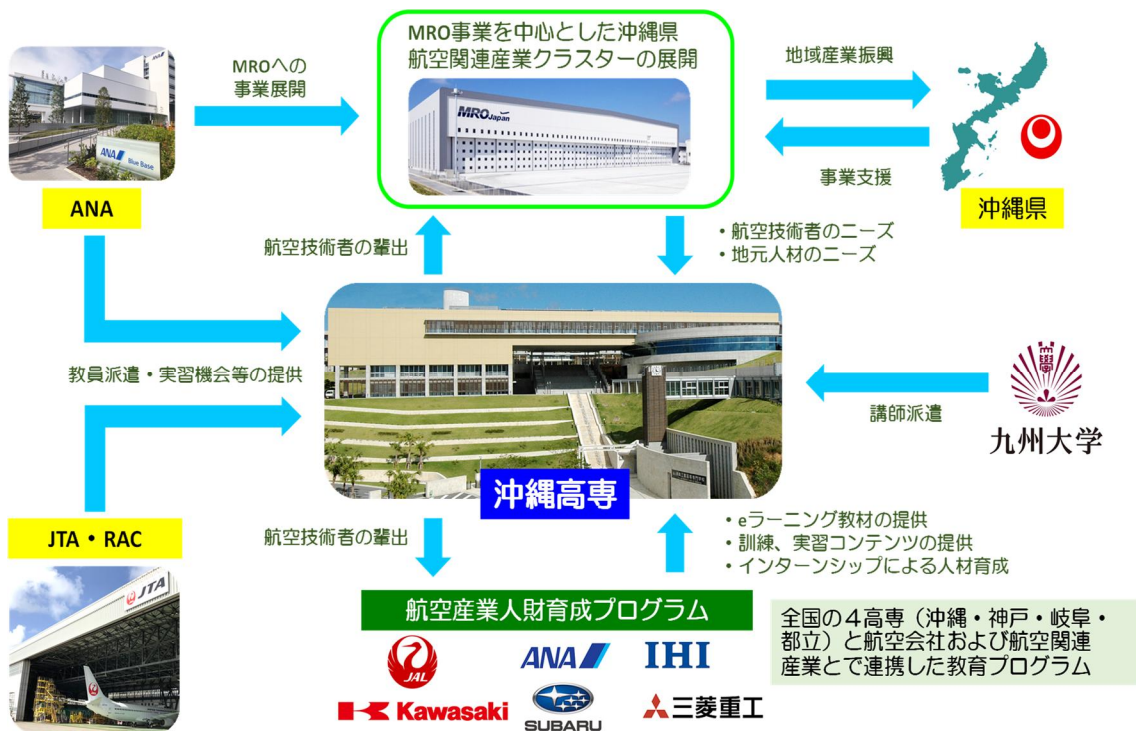 MRO事業を中心とした沖縄県
航空関連産業クラスターの展開
MRO Japan
MROへの
事業展開
ANA
Blue Base
ANA
地域産業振興
事業支援
沖縄県
航空技術者の輩出
・航空技術者のニーズ
・地元人材のニーズ
教員派遣・実習機会等の提供
講師派遣
九州大学
沖縄高専
JTA・RAC
JTA
航空技術者の輩出
・eラーニング教材の提供
・訓練、実習コンテンツの提供
・インターンシップによる人材育成
航空産業人財育成プログラム
JAL
ANA
IHI
Kawasaki
SUBARU
三菱重工
全国の４高専（沖縄・神戸・岐阜・
都立）と航空会社および航空関連
産業とで連携した教育プログラム